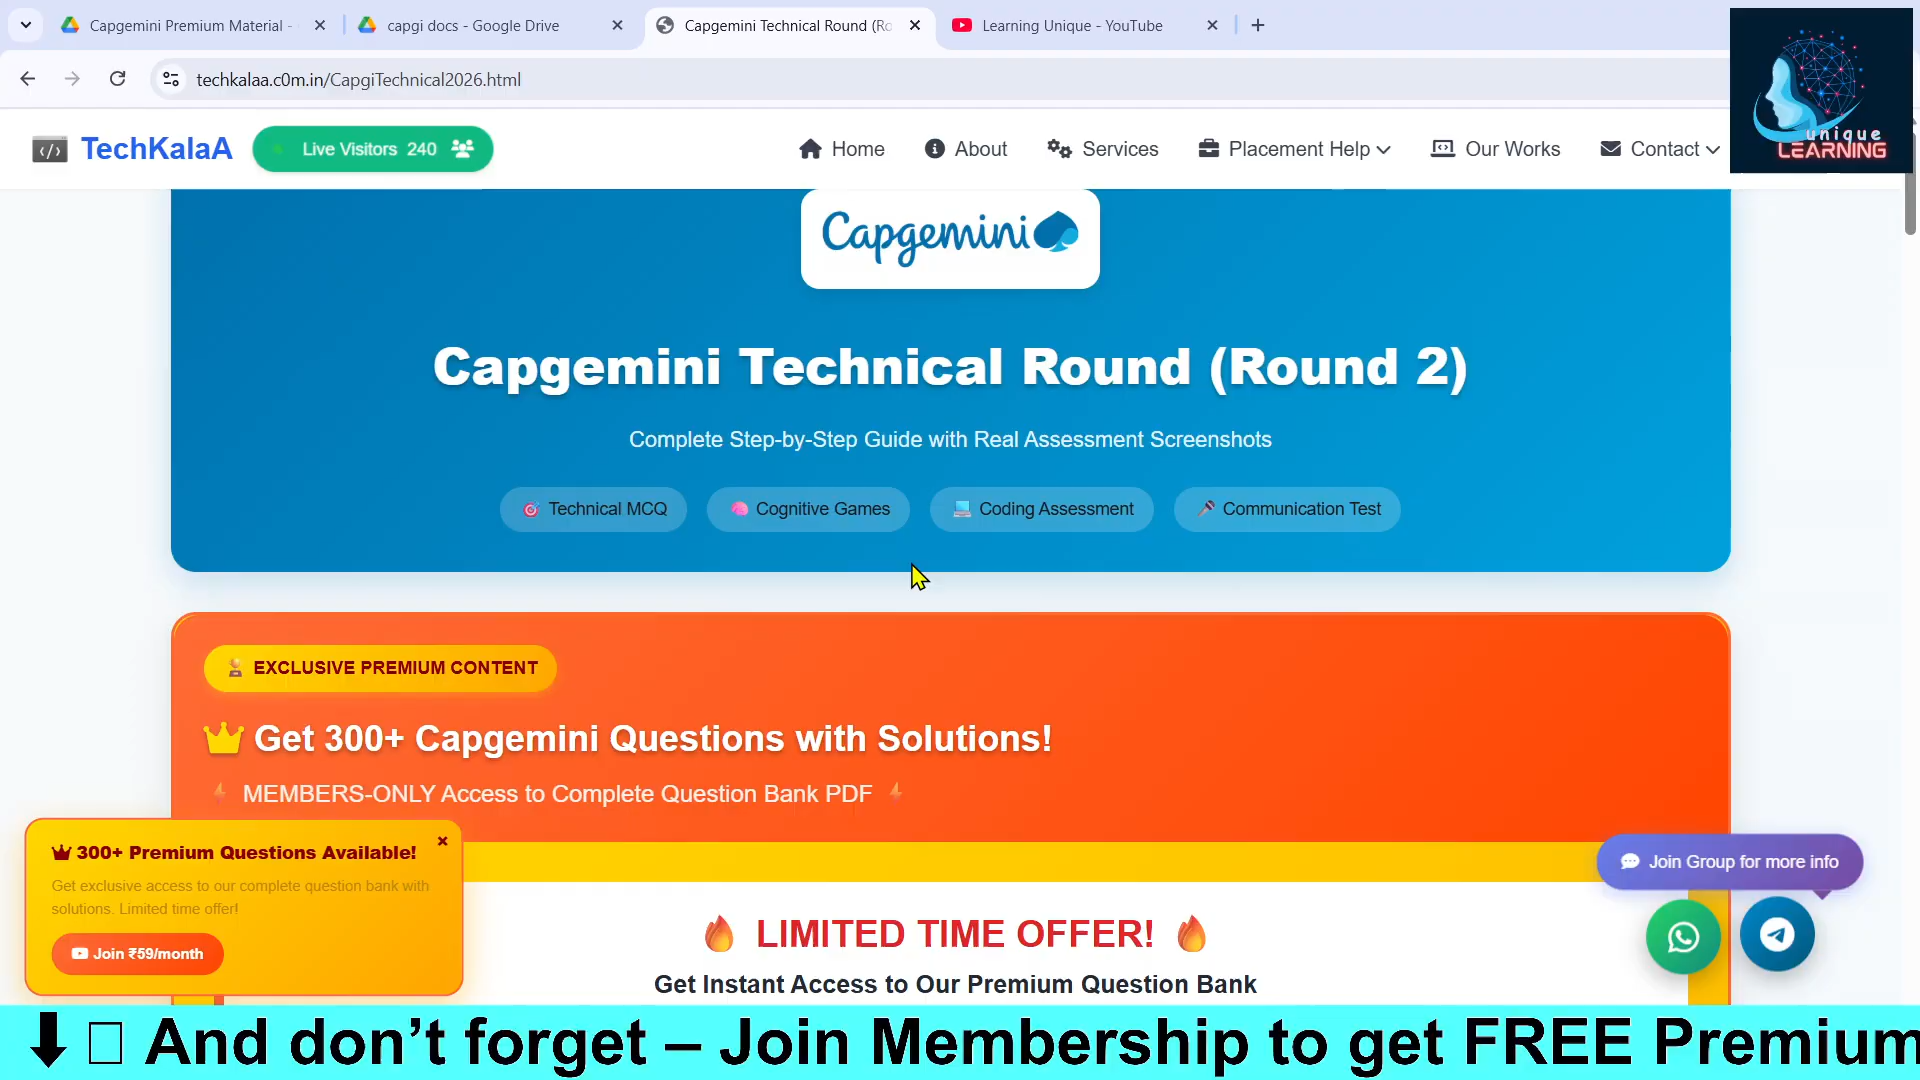 Capgemini Premium Material -
capgi docs - Google Drive
Capgemini Technical Round (Ro
Learning Unique - YouTube
techkalaa.c0m.in/CapgiTechnical2026.html
TechKalaA
Live Visitors 240
Home
About
Services
Placement Help
Our Works
Contact
unique
LEARNING
Capgemini
Capgemini Technical Round (Round 2)
Complete Step-by-Step Guide with Real Assessment Screenshots
Technical MCQ
Cognitive Games
Coding Assessment
Communication Test
EXCLUSIVE PREMIUM CONTENT
Get 300+ Capgemini Questions with Solutions!
MEMBERS-ONLY Access to Complete Question Bank PDF
300+ Premium Questions Available!
Get exclusive access to our complete question bank with
solutions. Limited time offer!
Join ₹59/month
Join Group for more info
LIMITED TIME OFFER!
Get Instant Access to Our Premium Question Bank
And don’t forget – Join Membership to get FREE Premium